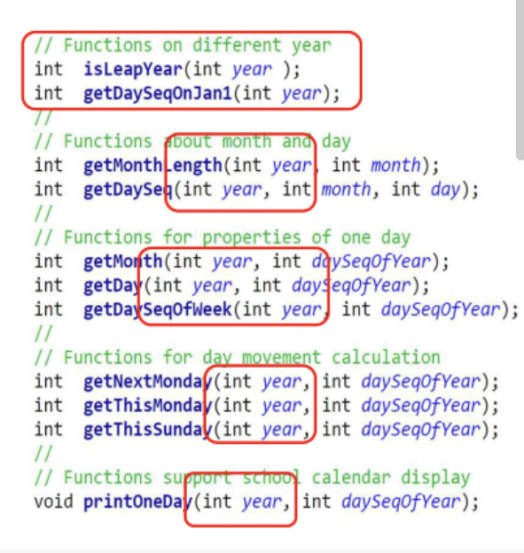 // Functions on different year
int isLeapYear(int year );
int getDaySeqOnJan1(int year);
//
// Functions about month and day
int getMonthLength(int year, int month);
int getDaySeq(int year, int month, int day);
//
// Functions for properties of one day
int getMonth(int year, int daySeqOfYear);
int getDay(int year, int daySeqOfYear);
int getDaySeqOfWeek(int year, int daySeqOfYear);
//
// Functions for day movement calculation
int getNextMonday(int year, int daySeqOfYear);
int getThisMonday(int year, int daySeqOfYear);
int getThisSunday(int year, int daySeqOfYear);
//
// Functions support school calendar display
void printOneDay(int year, int daySeqOfYear);